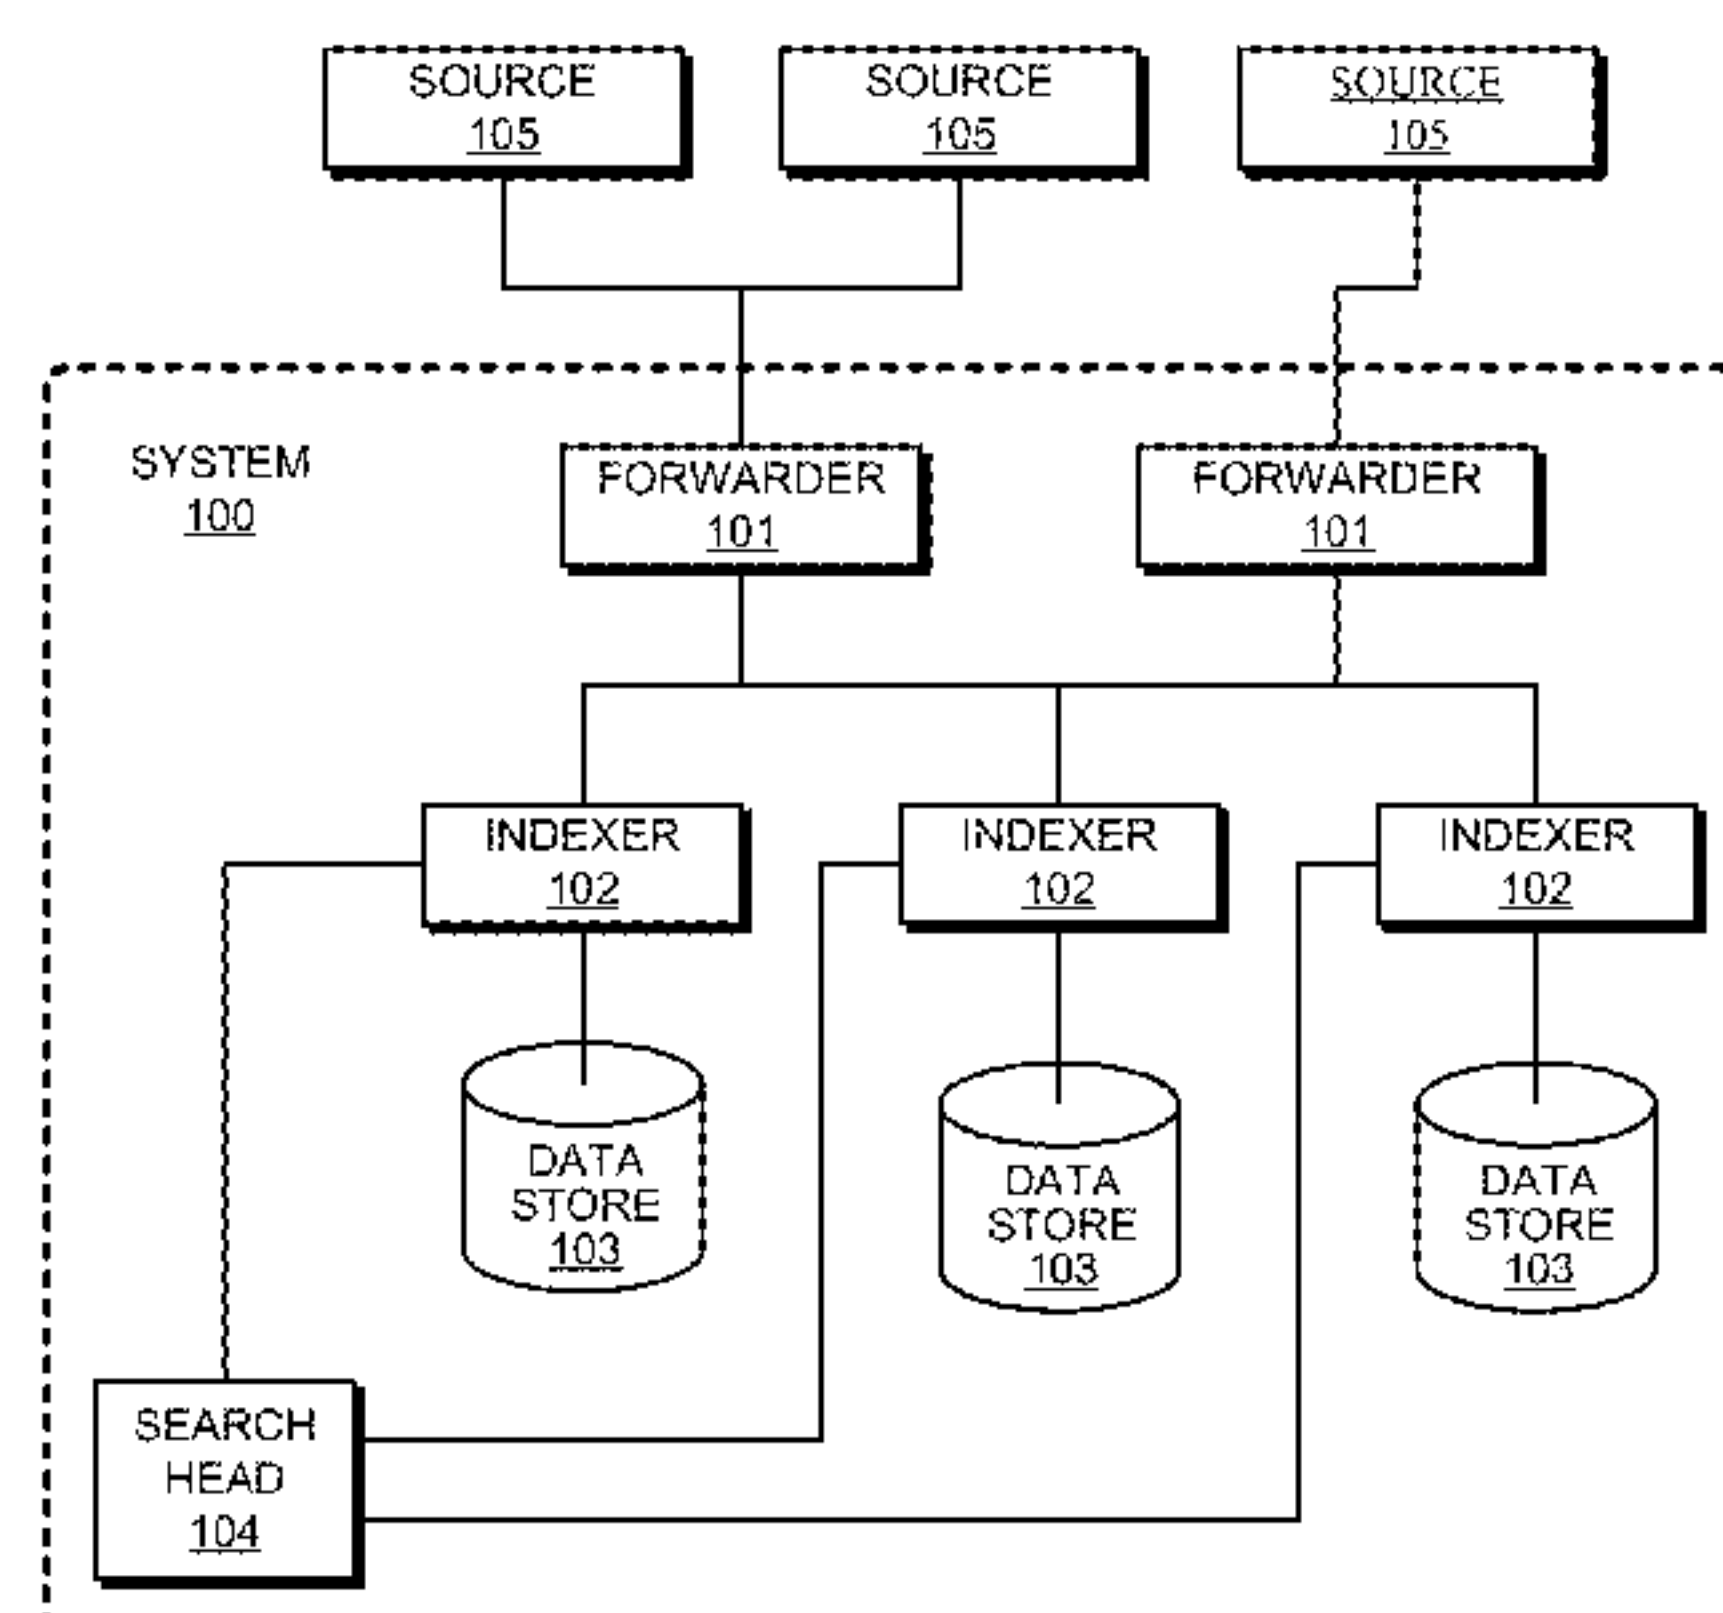 SOURCE
105
SOURCE
105
SOURCE
105
SYSTEM
100
FORWARDER
101
FORWARDER
101
INDEXER
102
INDEXER
102
INDEXER
102
DATA
STORE
103
DATA
STORE
103
DATA
STORE
103
SEARCH
HEAD
104